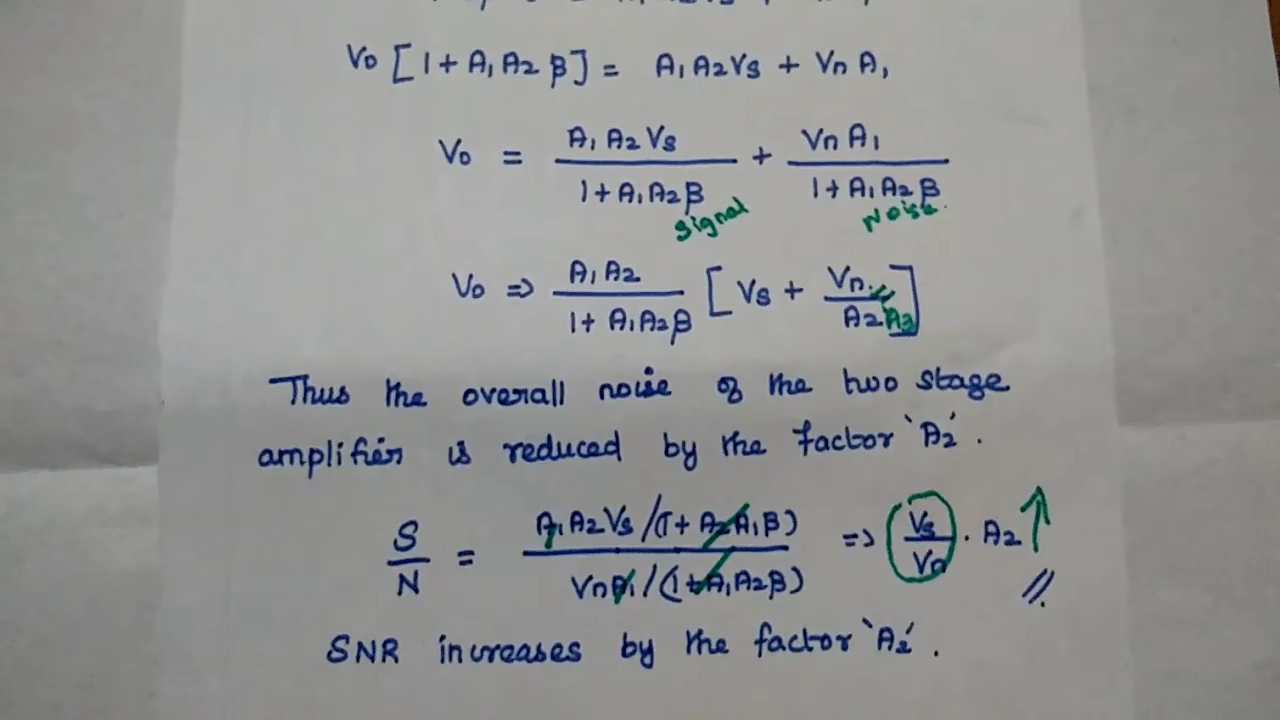 V₀ [1 + A₁ A₂ β] = A₁ A₂ Vs + Vn A₁
V₀ = A₁ A₂ Vs / 1 + A₁ A₂ β + Vn A₁ / 1 + A₁ A₂ β
Signal Noise
V₀ => A₁ A₂ / 1 + A₁ A₂ β [ Vs + Vn / A₂ A₂ ]
Thus the overall noise of the two stage
amplifier is reduced by the factor 'A₂'.
S/N = A₁ A₂ Vs / (1 + A₂ A₁ β) / Vn A₁ / (1 + A₁ A₂ β) => (Vs / Vn) . A₂ ↑ //.
SNR increases by the factor 'A₂'.